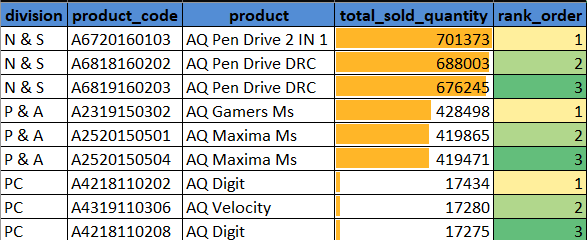 division product_code product total_sold_quantity rank_order
N & S A6720160103 AQ Pen Drive 2 IN 1 701373 1
N & S A6818160202 AQ Pen Drive DRC 688003 2
N & S A6819160203 AQ Pen Drive DRC 676245 3
P & A A2319150302 AQ Gamers Ms 428498 1
P & A A2520150501 AQ Maxima Ms 419865 2
P & A A2520150504 AQ Maxima Ms 419471 3
PC A4218110202 AQ Digit 17434 1
PC A4319110306 AQ Velocity 17280 2
PC A4218110208 AQ Digit 17275 3